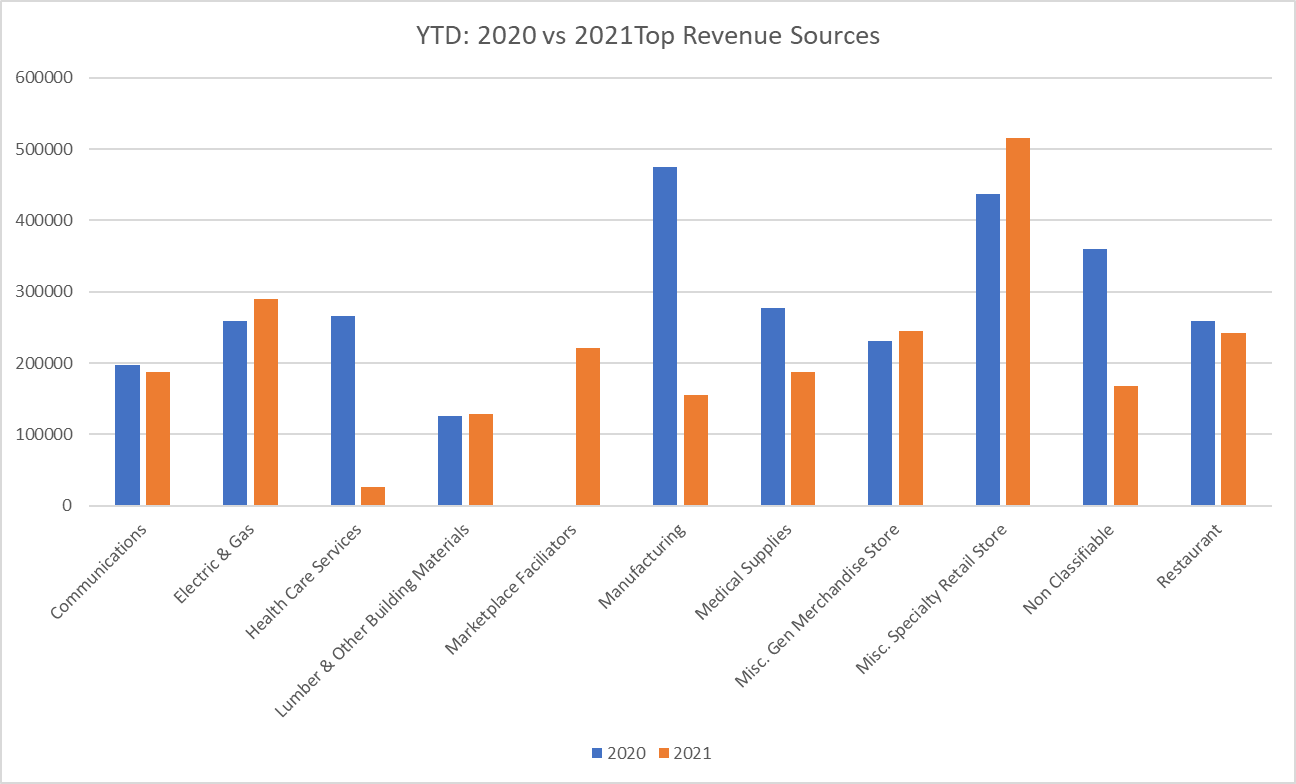 YTD: 2020 vs 2021Top Revenue Sources
600000
500000
400000
300000
200000
100000
0
Communications
Electric & Gas
Health Care Services
Lumber & Other Building Materials
Marketplace Faciliators
Manufacturing
Medical Supplies
Misc. Gen Merchandise Store
Misc. Specialty Retail Store
Non Classifiable
Restaurant
2020 2021